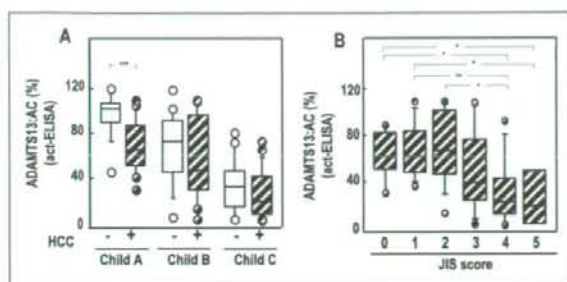 A
ADAMTS13:AC (%)
(act-ELISA)
120
80
40
0
HCC - + - + - +
Child A Child B Child C
B
ADAMTS13:AC (%)
(act-ELISA)
120
80
40
0
0 1 2 3 4 5
JIS score
***
*
*
*
**
*